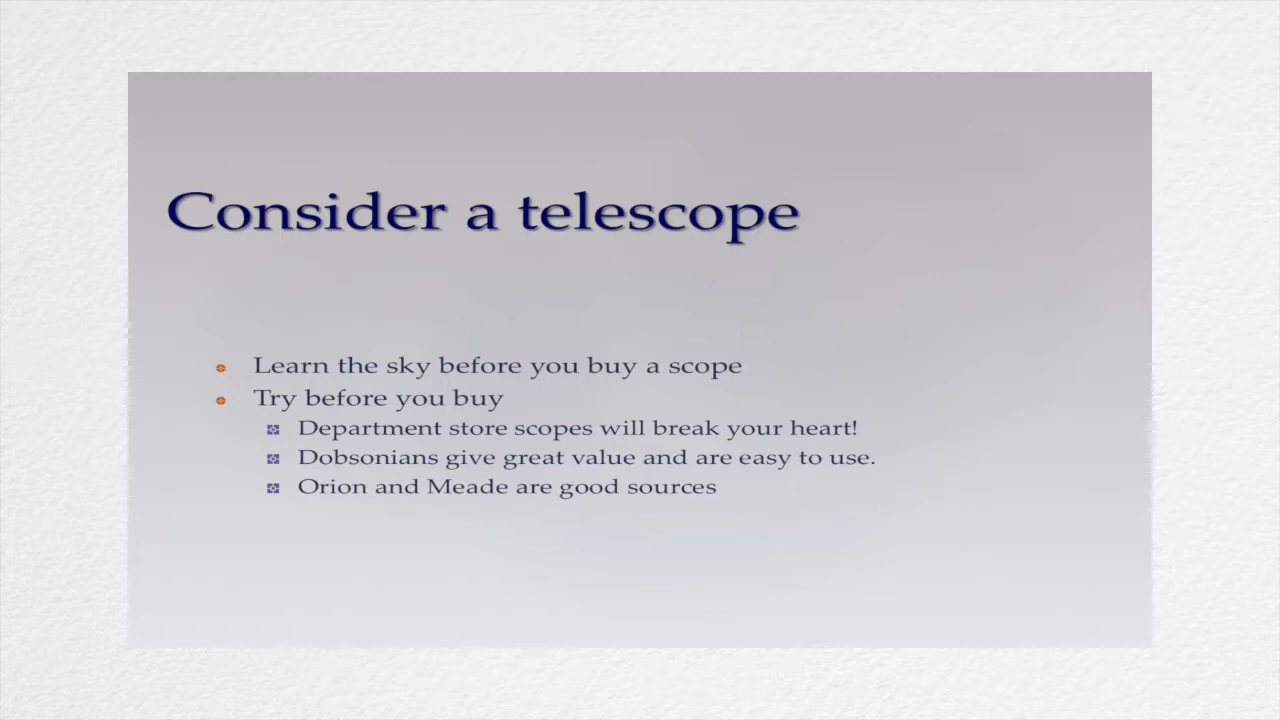 Consider a telescope
Learn the sky before you buy a scope
Try before you buy
Department store scopes will break your heart!
Dobsonians give great value and are easy to use.
Orion and Meade are good sources